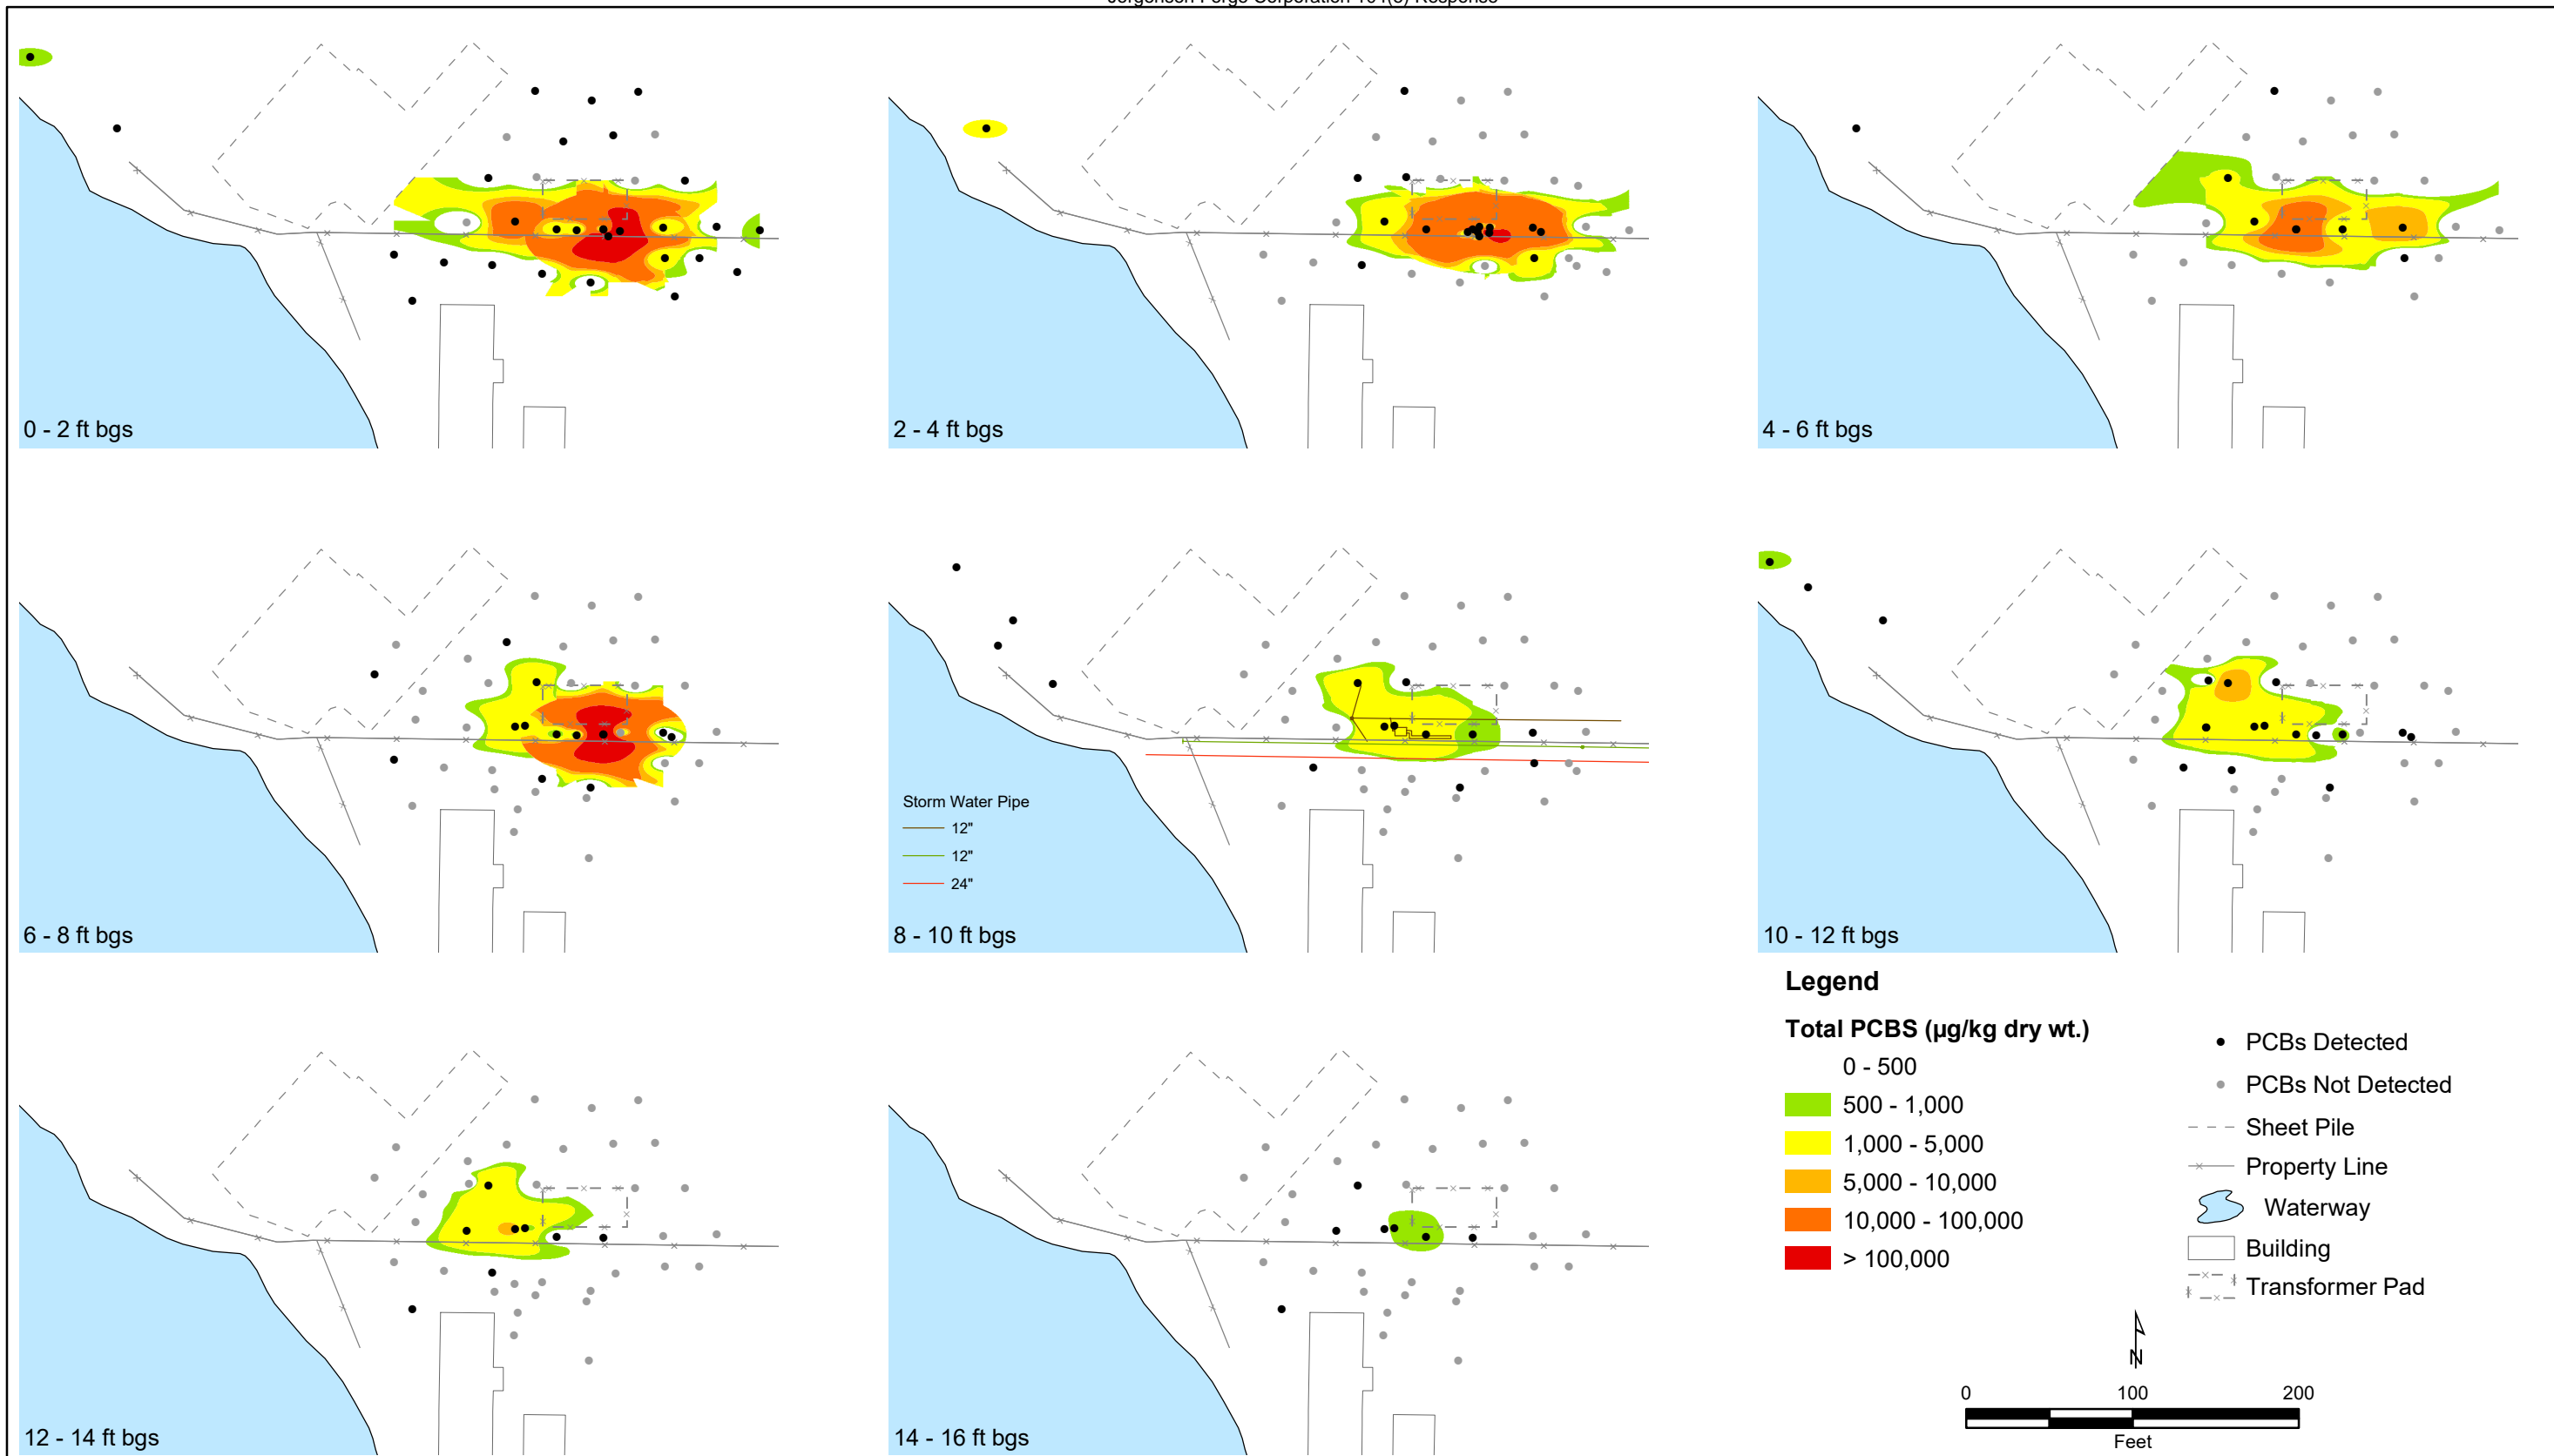 0 - 2 ft bgs
2 - 4 ft bgs
4 - 6 ft bgs
6 - 8 ft bgs
Storm Water Pipe
12"
12"
24"
8 - 10 ft bgs
10 - 12 ft bgs
12 - 14 ft bgs
14 - 16 ft bgs
Legend
Total PCBS (µg/kg dry wt.)
0 - 500
500 - 1,000
1,000 - 5,000
5,000 - 10,000
10,000 - 100,000
> 100,000
PCBs Detected
PCBs Not Detected
Sheet Pile
Property Line
Waterway
Building
Transformer Pad
N
0 100 200
Feet